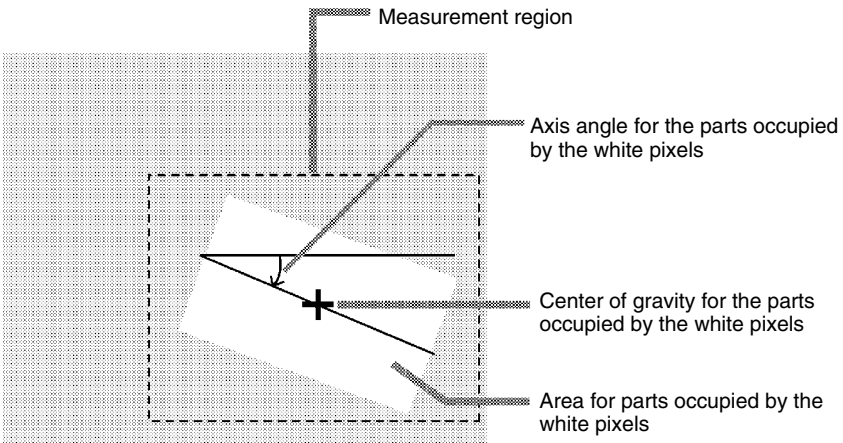 Measurement region
Axis angle for the parts occupied
by the white pixels
Center of gravity for the parts
occupied by the white pixels
Area for parts occupied by the
white pixels